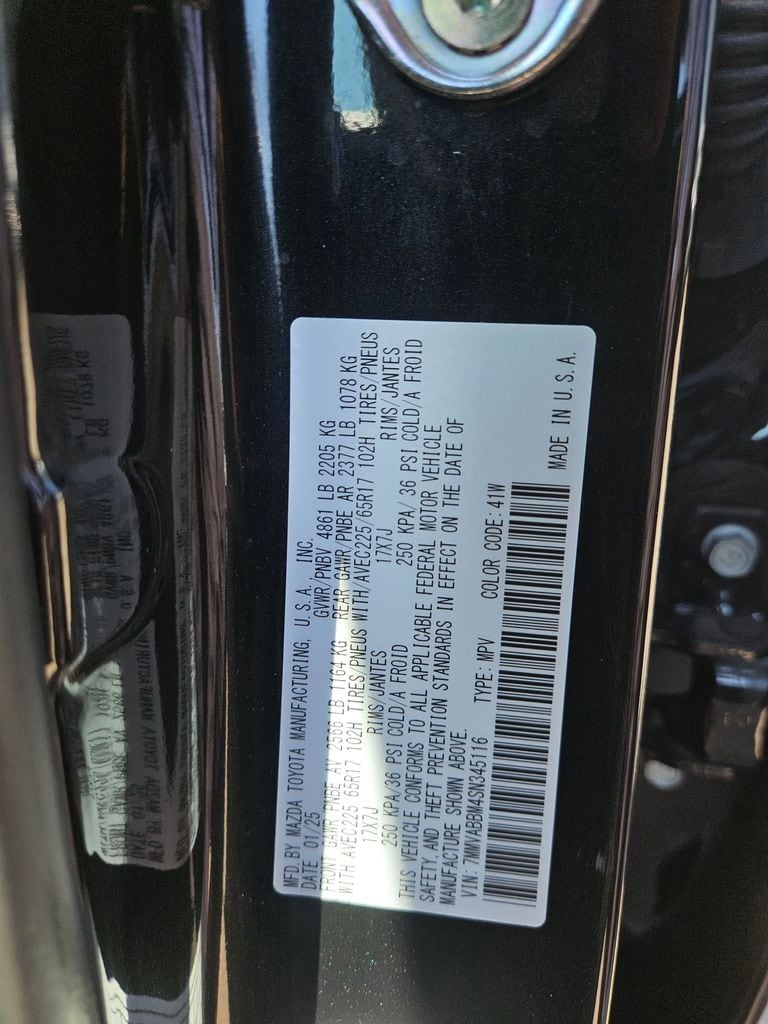 MFD. BY MAZDA TOYOTA MANUFACTURING, U.S.A., INC.
DATE 01/25 GVWR/PNBV 4861 LB 2205 KG
FRONT GAWR PNBE AV 2566 LB 1164 KG REAR GAWR PNBE AR 2377 LB 1078 KG
WITH AVEC225 65R17 102H TIRES/PNEUS WITH/AVEC225/65R17 102H TIRES/PNEUS
17X7J RIMS/JANTES 17X7J RIMS/JANTES
250 KPA/36 PSI COLD/A FROID 250 KPA/ 36 PSI COLD/A FROID
THIS VEHICLE CONFORMS TO ALL APPLICABLE FEDERAL MOTOR VEHICLE
SAFETY, AND THEFT PREVENTION STANDARDS IN EFFECT ON THE DATE OF
MANUFACTURE SHOWN ABOVE.
VIN: 7MMVABBM4SN345116 TYPE: MPV COLOR CODE: 41W
MADE IN U.S.A.